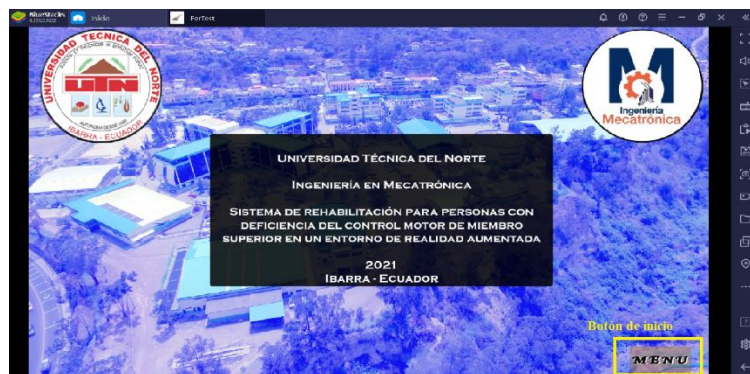 BlueStacks
Inicio
FerTest
UNIVERSIDAD TECNICA DEL NORTE
UTN
IBARRA - ECUADOR
Ingeniería
Mecatrónica
UNIVERSIDAD TÉCNICA DEL NORTE
INGENIERÍA EN MECATRÓNICA
SISTEMA DE REHABILITACIÓN PARA PERSONAS CON
DEFICIENCIA DEL CONTROL MOTOR DE MIEMBRO
SUPERIOR EN UN ENTORNO DE REALIDAD AUMENTADA
2021
IBARRA - ECUADOR
Botón de inicio
MENU